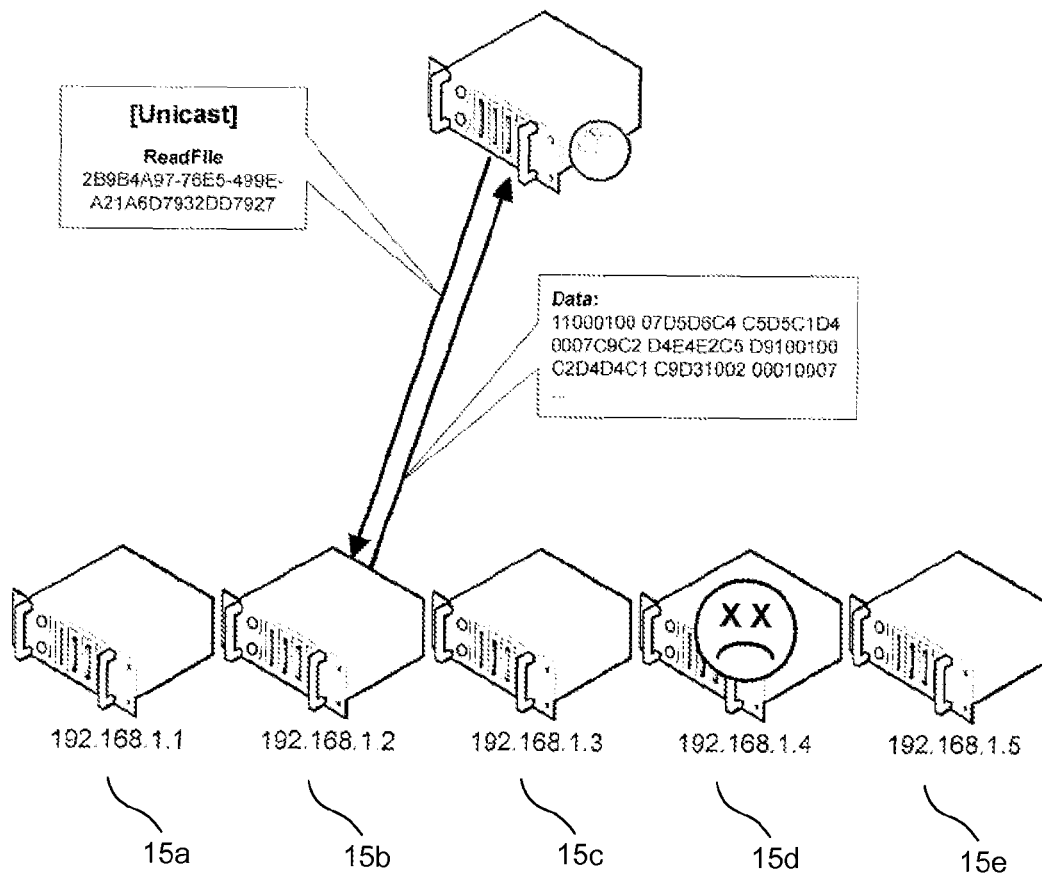 [Unicast]
ReadFile
2B9B4A97-76E5-499E-
A21A6D7932DD7927
Data:
11000100 07D5D6C4 C5D5C1D4
0007C9C2 D4E4E2C5 D9100100
C2D4D4C1 C9D31002 00010007
...
X X
192.168.1.1
192.168.1.2
192.168.1.3
192.168.1.4
192.168.1.5
15a
15b
15c
15d
15e